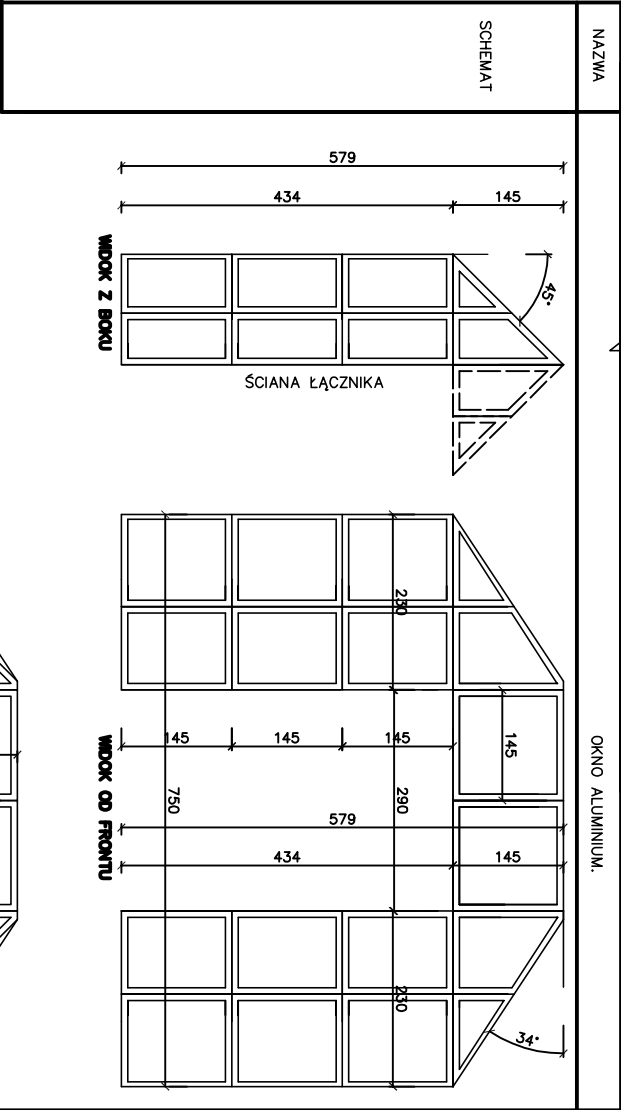 NAZWA
OKNO ALUMINIUM.
SCHEMAT
579
434
145
45°
ŚCIANA ŁĄCZNIKA
WIDOK Z BOKU
230
145
145
145
145
290
750
579
434
145
230
34°
WIDOK OD FRONTU